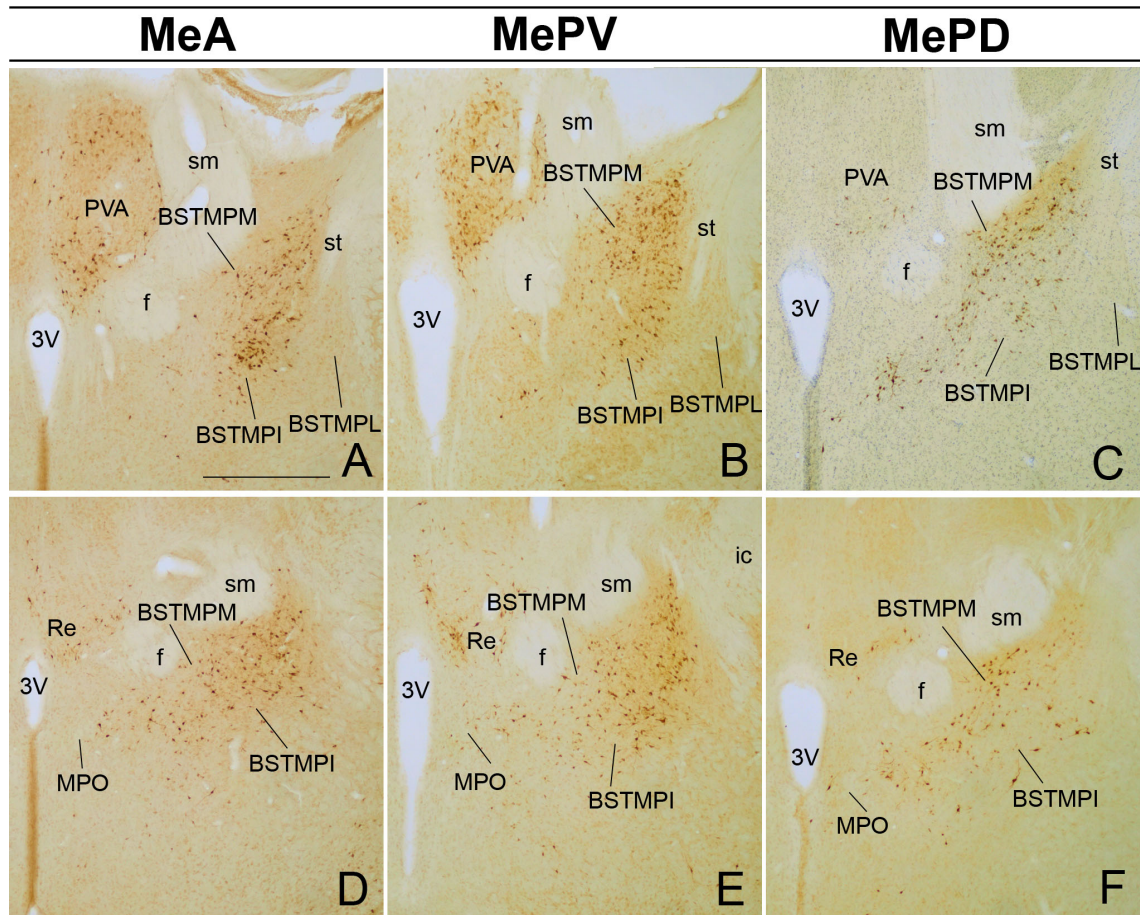 MeA MePV MePD
sm
PVA
BSTMPM
st
f
3V
BSTMPI
BSTMPL
A
sm
PVA
BSTMPM
st
f
3V
BSTMPI
BSTMPL
B
sm
st
PVA
BSTMPM
f
3V
BSTMPL
BSTMPI
C
sm
BSTMPM
Re
f
3V
BSTMPI
MPO
D
ic
sm
BSTMPM
Re
f
3V
MPO
BSTMPI
E
BSTMPM
sm
Re
f
3V
BSTMPI
MPO
F